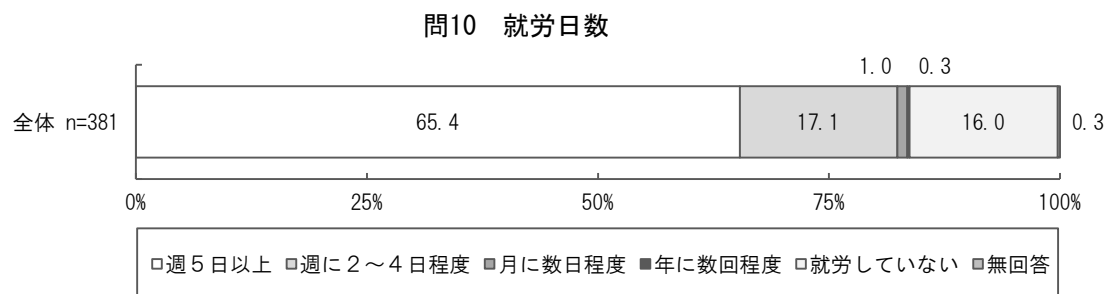 問10　就労日数
1.0 0.3
全体 n=381 65.4 17.1 16.0 0.3
0% 25% 50% 75% 100%
週５日以上 週に２～４日程度 月に数日程度 年に数回程度 就労していない 無回答